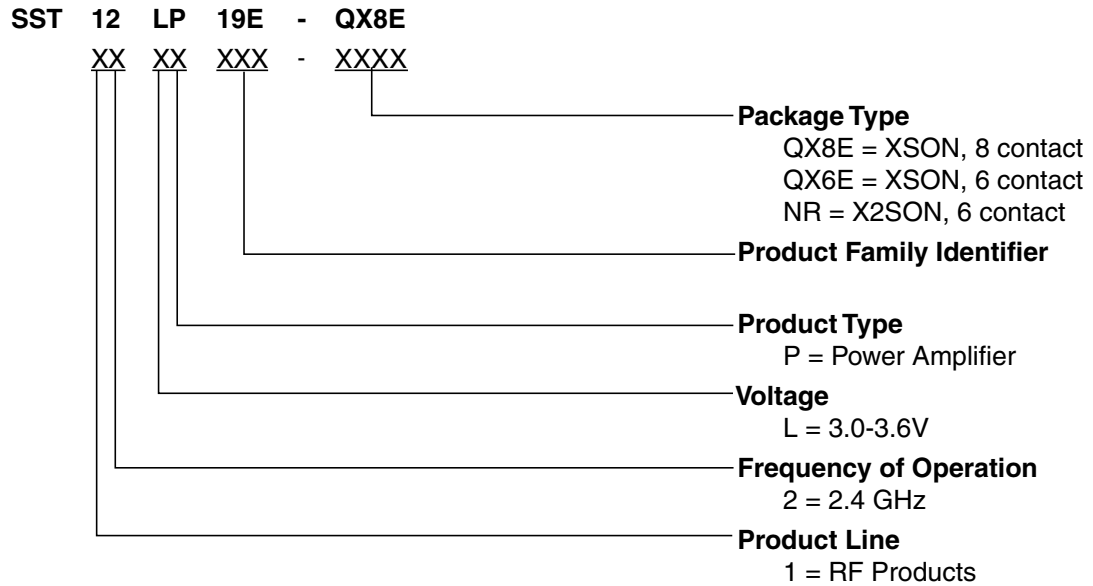 SST 12 LP 19E - QX8E
XX XX XXX - XXXX
Package Type
QX8E = XSON, 8 contact
QX6E = XSON, 6 contact
NR = X2SON, 6 contact
Product Family Identifier
Product Type
P = Power Amplifier
Voltage
L = 3.0-3.6V
Frequency of Operation
2 = 2.4 GHz
Product Line
1 = RF Products